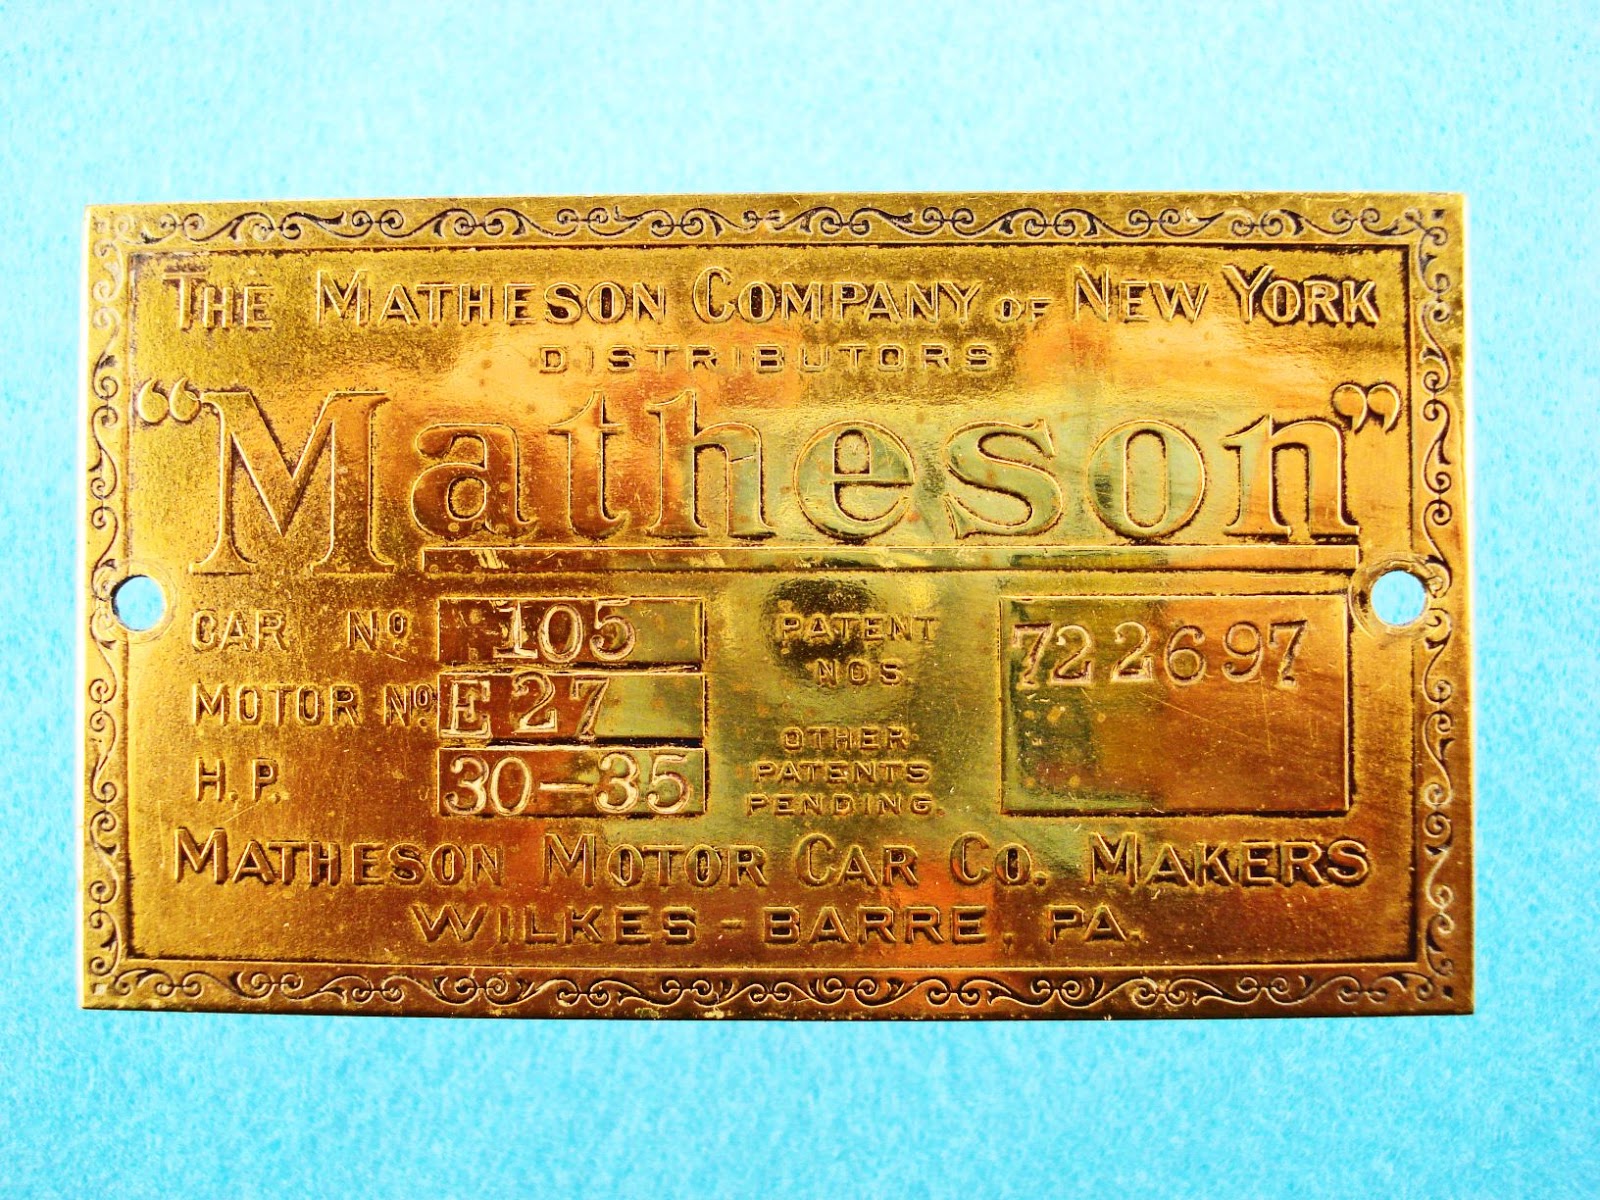 THE MATHESON COMPANY OF NEW YORK
DISTRIBUTORS
“Matheson”
CAR NO. 105
MOTOR NO. E 27
H.P. 30-35
PATENT
NOS
722697
OTHER
PATENTS
PENDING.
MATHESON MOTOR CAR CO. MAKERS
WILKES-BARRE, PA.